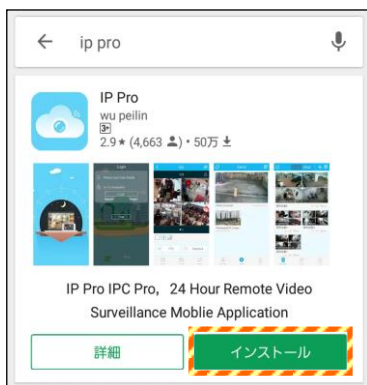 ip pro
IP Pro
wu peilin
3+
2.9★ (4,663 ) • 50万
IP Pro IPC Pro, 24 Hour Remote Video
Surveillance Moblie Application
詳細
インストール